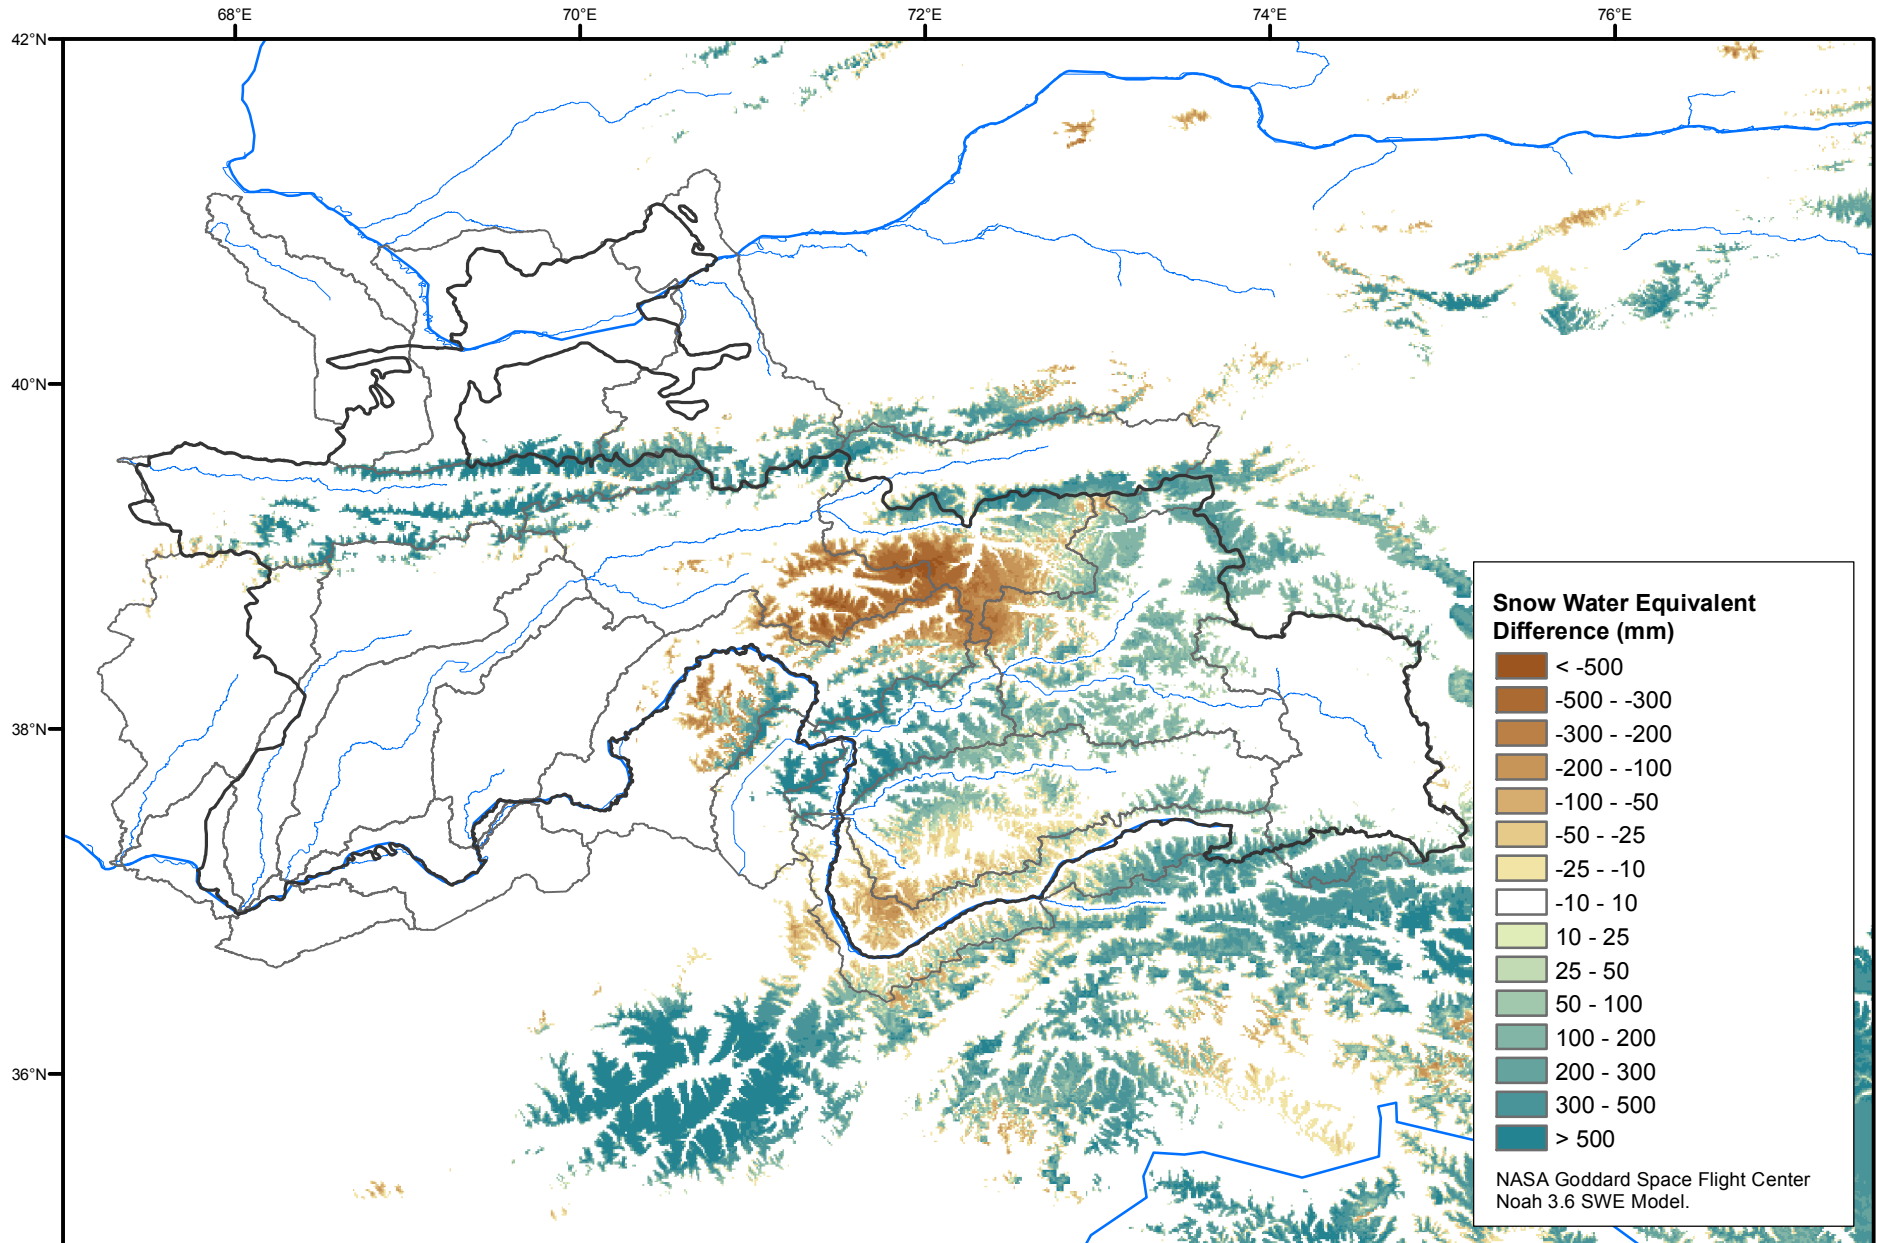 68°E
70°E
72°E
74°E
76°E
42°N
40°N
38°N
36°N
Snow Water Equivalent
Difference (mm)
< -500
-500 - -300
-300 - -200
-200 - -100
-100 - -50
-50 - -25
-25 - -10
-10 - 10
10 - 25
25 - 50
50 - 100
100 - 200
200 - 300
300 - 500
> 500
NASA Goddard Space Flight Center
Noah 3.6 SWE Model.